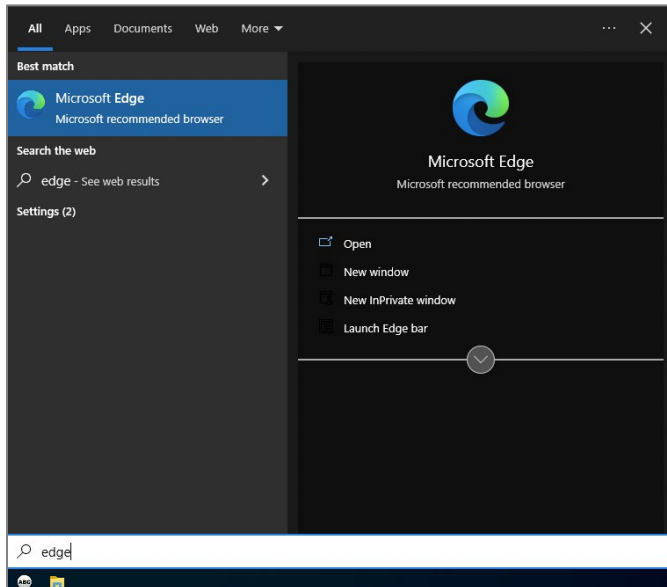 All Apps Documents Web More
Best match
Microsoft Edge
Microsoft recommended browser
Search the web
edge - See web results
Settings (2)
Microsoft Edge
Microsoft recommended browser
Open
New window
New InPrivate window
Launch Edge bar
edge
ABC